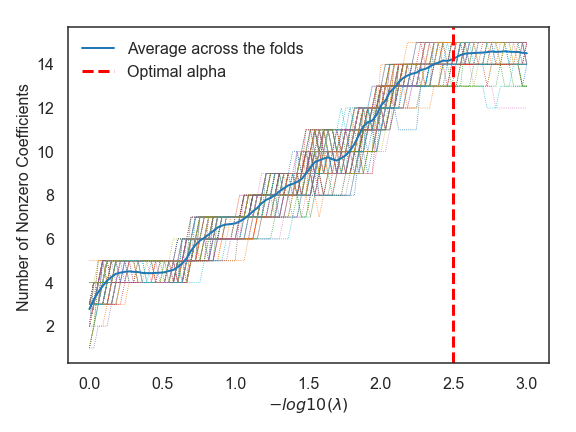 Average across the folds
Optimal alpha
Number of Nonzero Coefficients
14
12
10
8
6
4
2
0.0 0.5 1.0 1.5 2.0 2.5 3.0
−log10(λ)